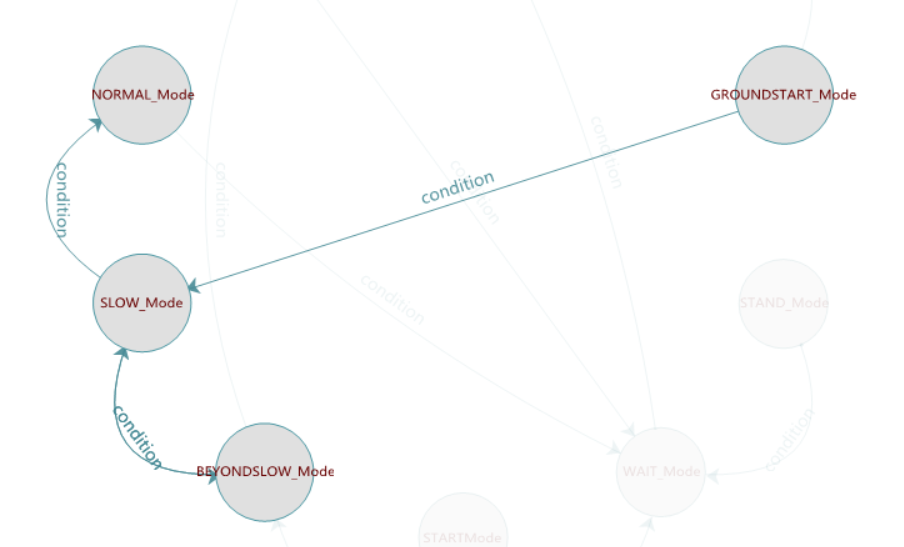 NORMAL_Mode
GROUNDSTART_Mode
condition
condition
condition
condition
condition
condition
SLOW_Mode
STAND_Mode
condition
condition
BEYONDSLOW_Mode
WAIT_Mode
STARTMode